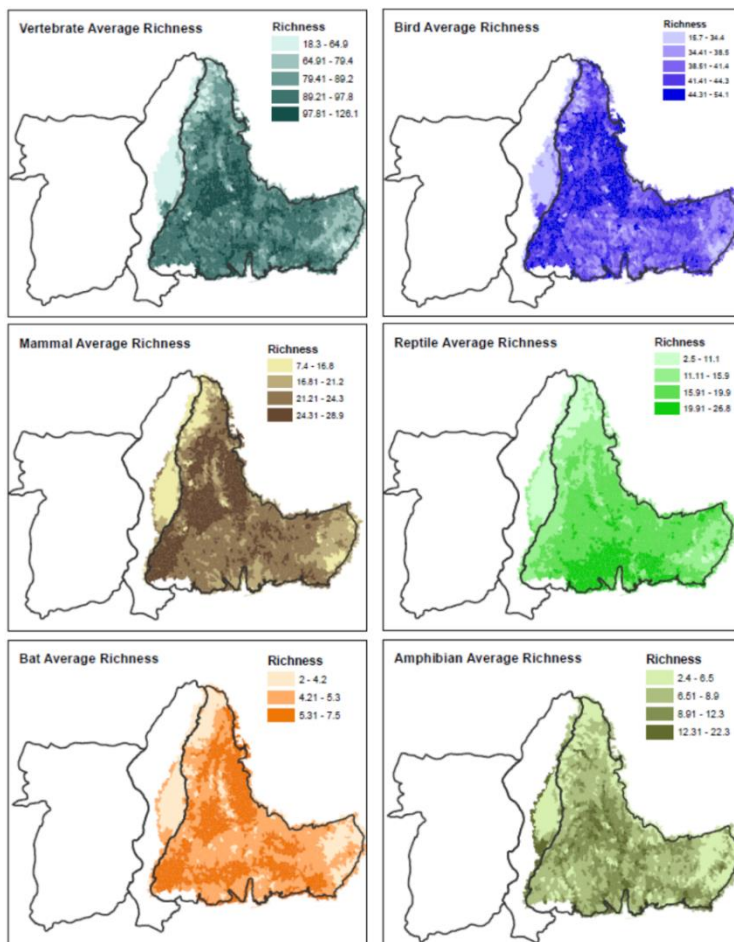 Vertebrate Average Richness
Richness
18.3 - 64.9
64.91 - 79.4
79.41 - 89.2
89.21 - 97.8
97.81 - 126.1
Bird Average Richness
Richness
15.7 - 34.4
34.41 - 38.5
38.51 - 41.4
41.41 - 44.3
44.31 - 54.1
Mammal Average Richness
Richness
7.4 - 16.8
16.81 - 21.2
21.21 - 24.3
24.31 - 28.9
Reptile Average Richness
Richness
2.5 - 11.1
11.11 - 15.9
15.91 - 19.9
19.91 - 26.8
Bat Average Richness
Richness
2 - 4.2
4.21 - 5.3
5.31 - 7.5
Amphibian Average Richness
Richness
2.4 - 6.5
6.51 - 8.9
8.91 - 12.3
12.31 - 22.3